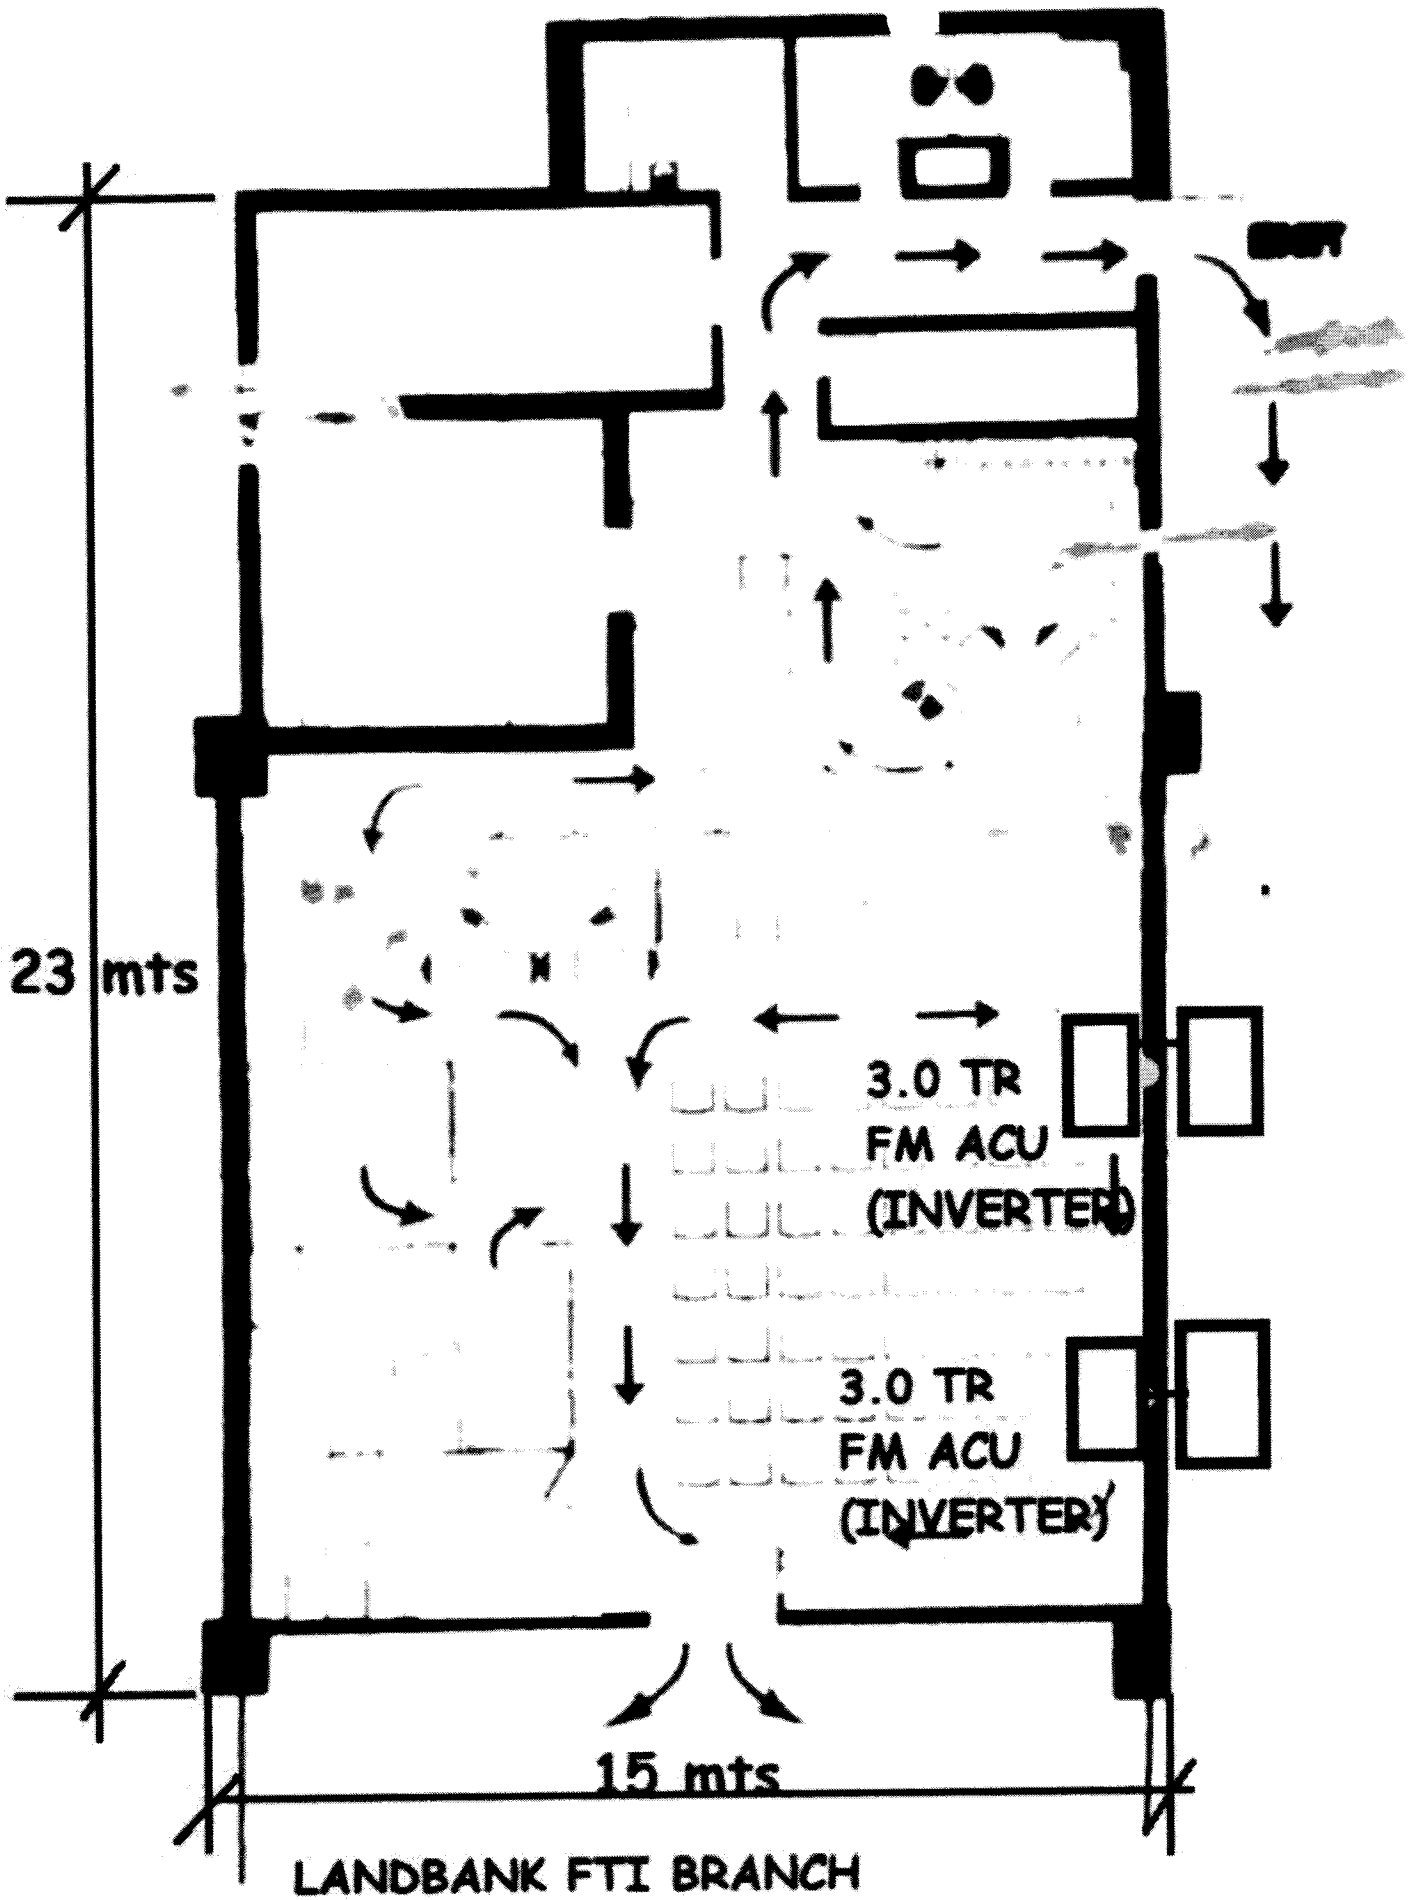 23 mts
3.0 TR
FM ACU
(INVERTER)
3.0 TR
FM ACU
(INVERTER)
15 mts
LANDBANK FTI BRANCH